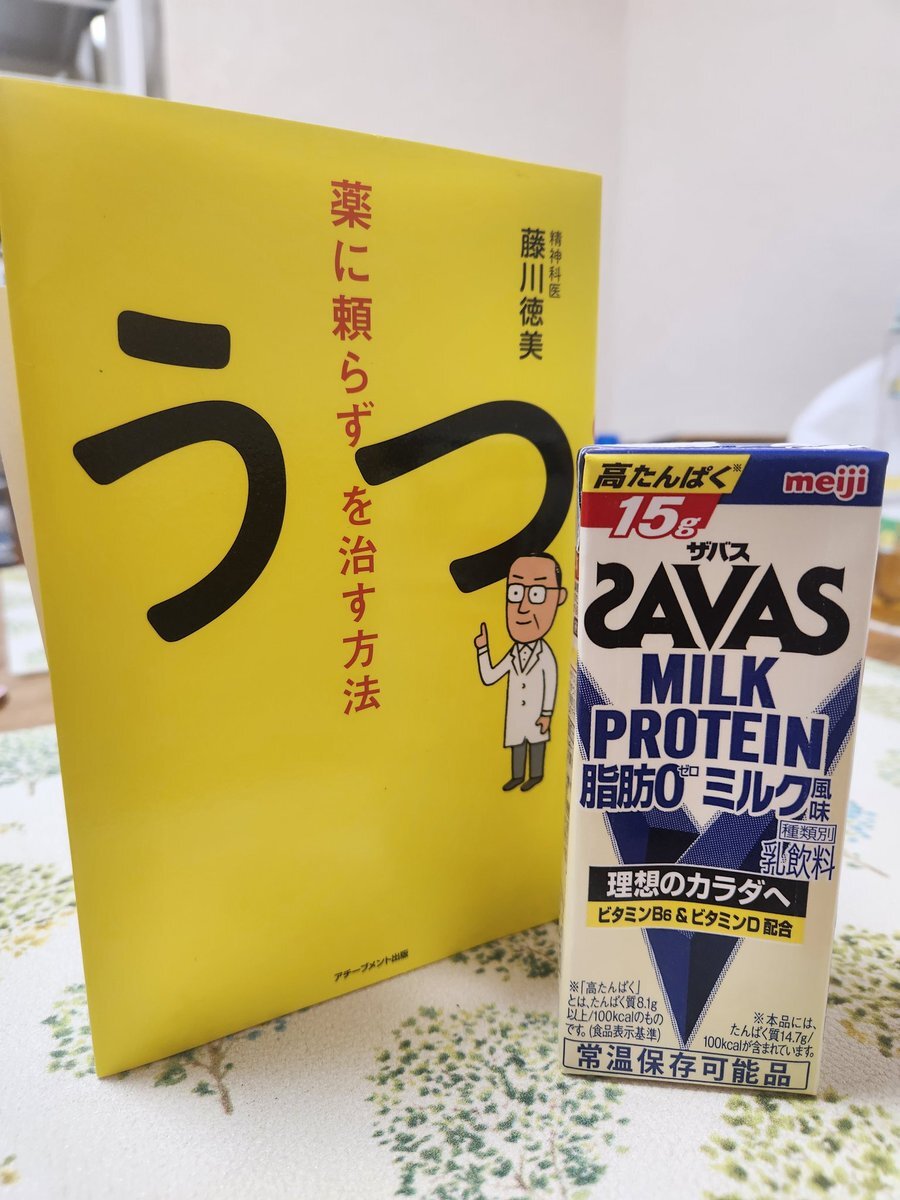 精神科医
藤川徳美
薬に頼らず
うつ
を治す方法
アチーブメント出版
高たんぱく※
15g
meiji
ザバス
SAVAS
MILK
PROTEIN
脂肪0ゼロ ミルク風味
種類別
乳飲料
理想のカラダへ
ビタミンB6 & ビタミンD 配合
※「高たんぱく」
とは、たんぱく質8.1g
以上/100kcalのもの
です。(食品表示基準)
※本品には、
たんぱく質14.7g/
100kcalが含まれています。
常温保存可能品